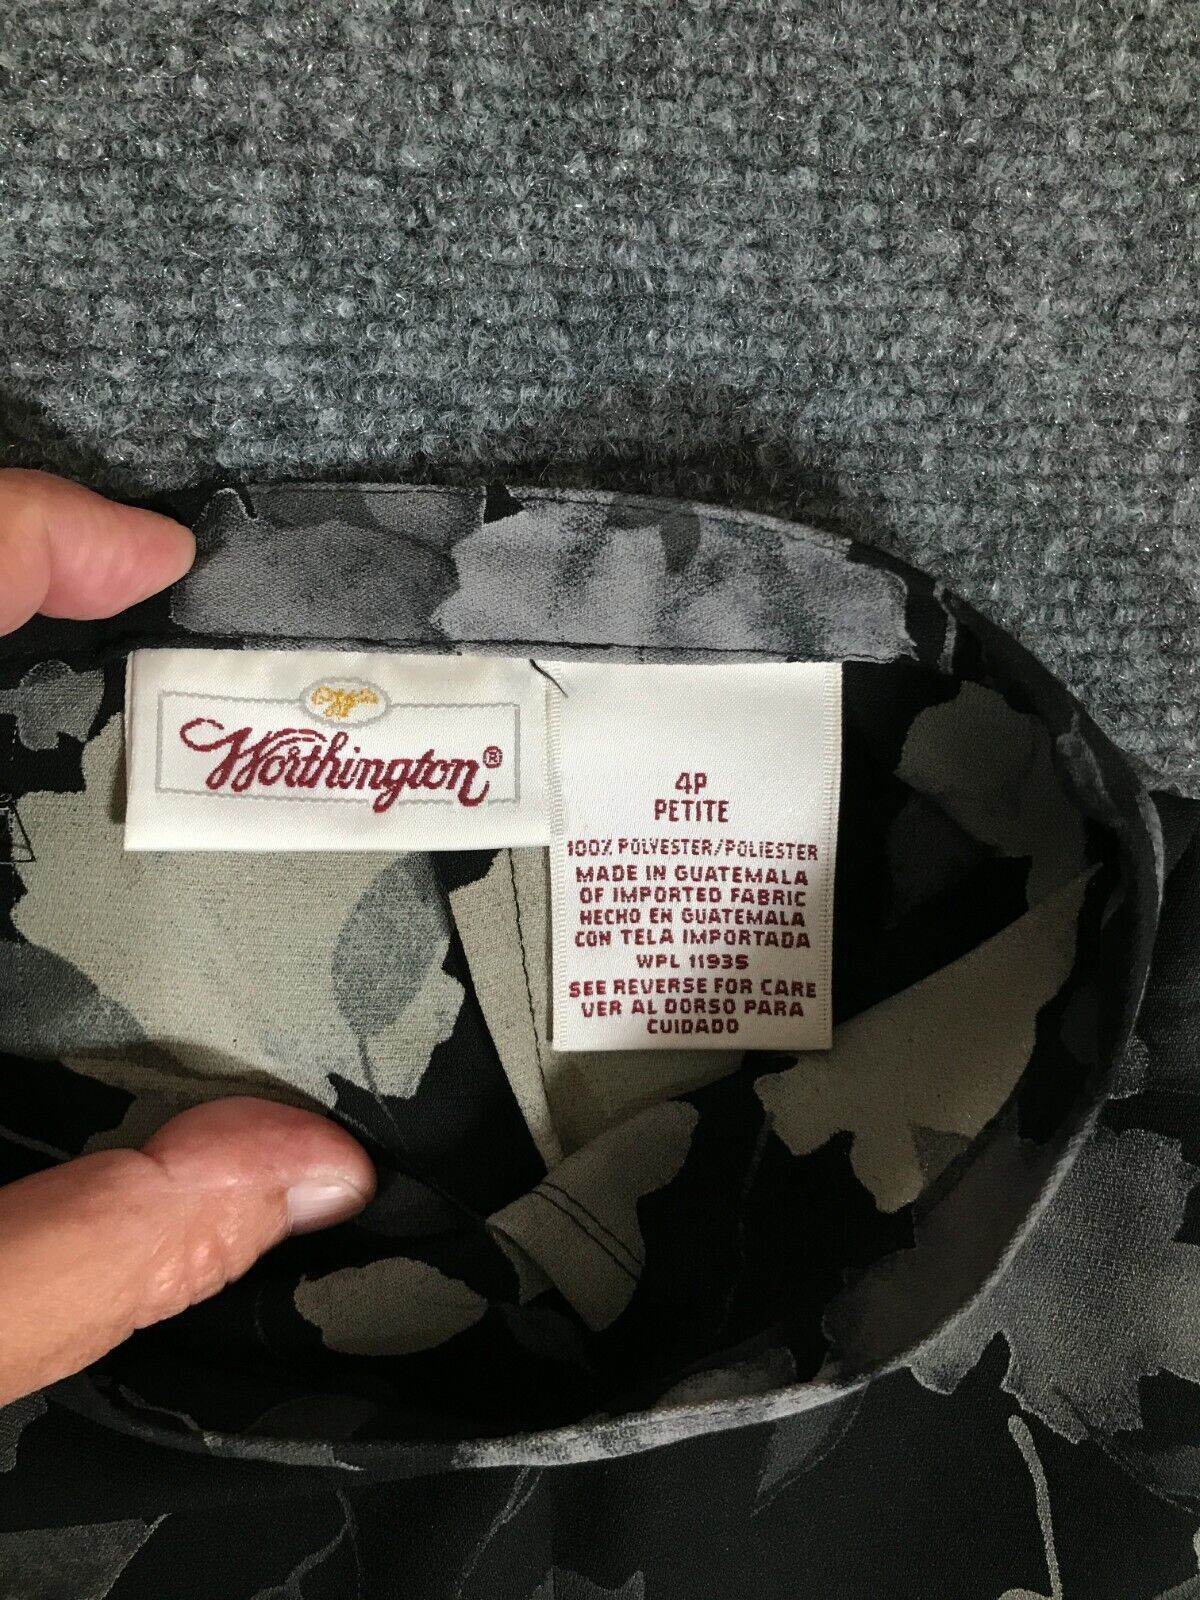 Worthington®
4P
PETITE
100% POLYESTER/POLIESTER
MADE IN GUATEMALA
OF IMPORTED FABRIC
HECHO EN GUATEMALA
CON TELA IMPORTADA
WPL 11935
SEE REVERSE FOR CARE
VER AL DORSO PARA
CUIDADO